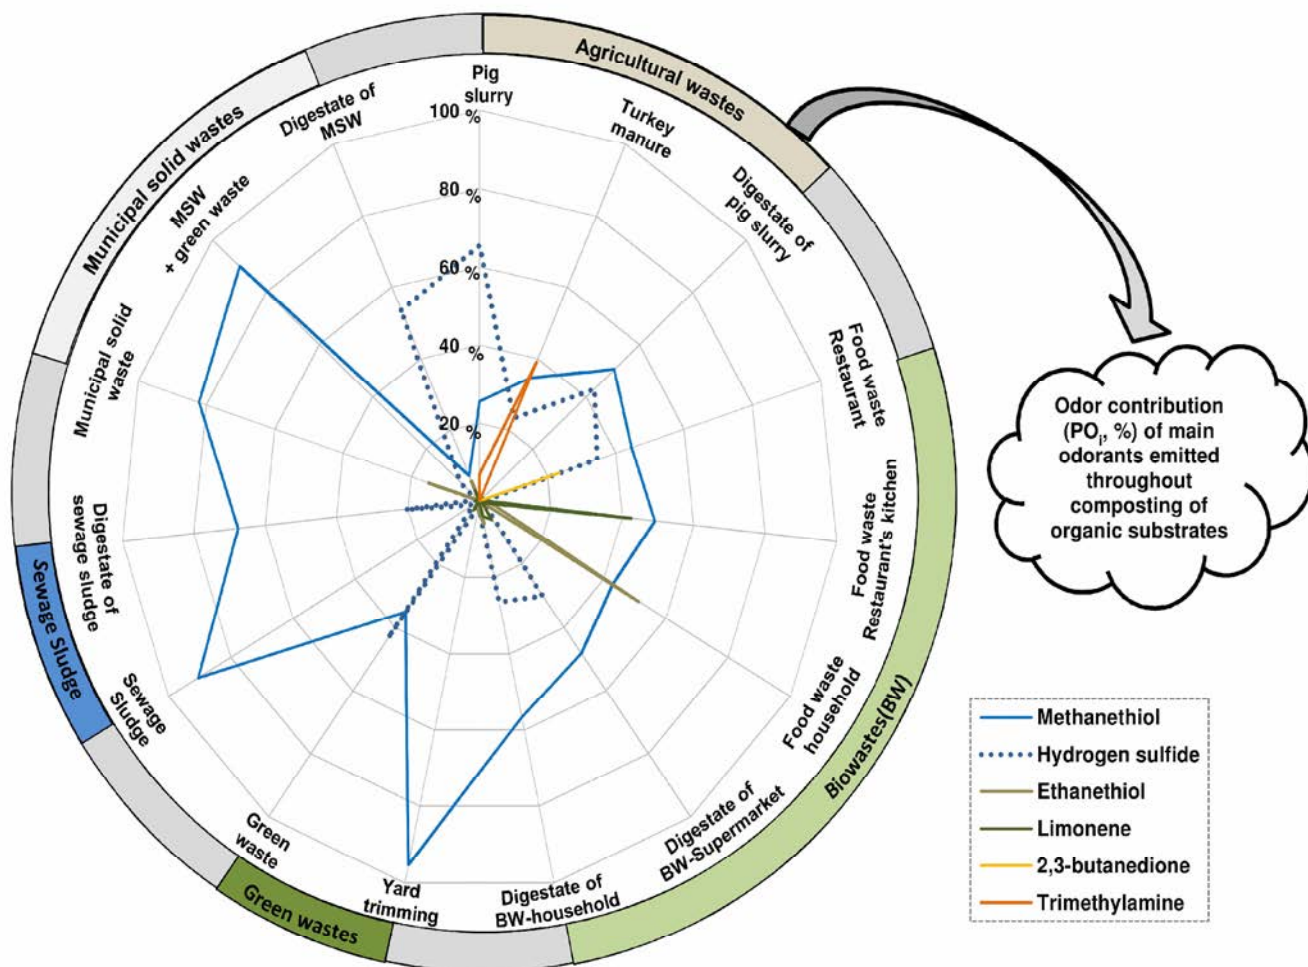 Agricultural wastes
Pig
slurry
Turkey
manure
Digestate of
pig slurry
Food waste
Restaurant
Food waste
Restaurant's kitchen
Food waste
household
Digestate of
BW-Supermarket
Digestate of
BW-household
Biowastes(BW)
Yard
trimming
Green
waste
Green wastes
Sewage
Sludge
Digestate of
sewage sludge
Sewage Sludge
Municipal solid
waste
MSW
+ green waste
Digestate of
MSW
Municipal solid wastes
100 %
80 %
60 %
40 %
20 %
Odor contribution
(POi, %) of main
odorants emitted
throughout
composting of
organic substrates
Methanethiol
Hydrogen sulfide
Ethanethiol
Limonene
2,3-butanedione
Trimethylamine